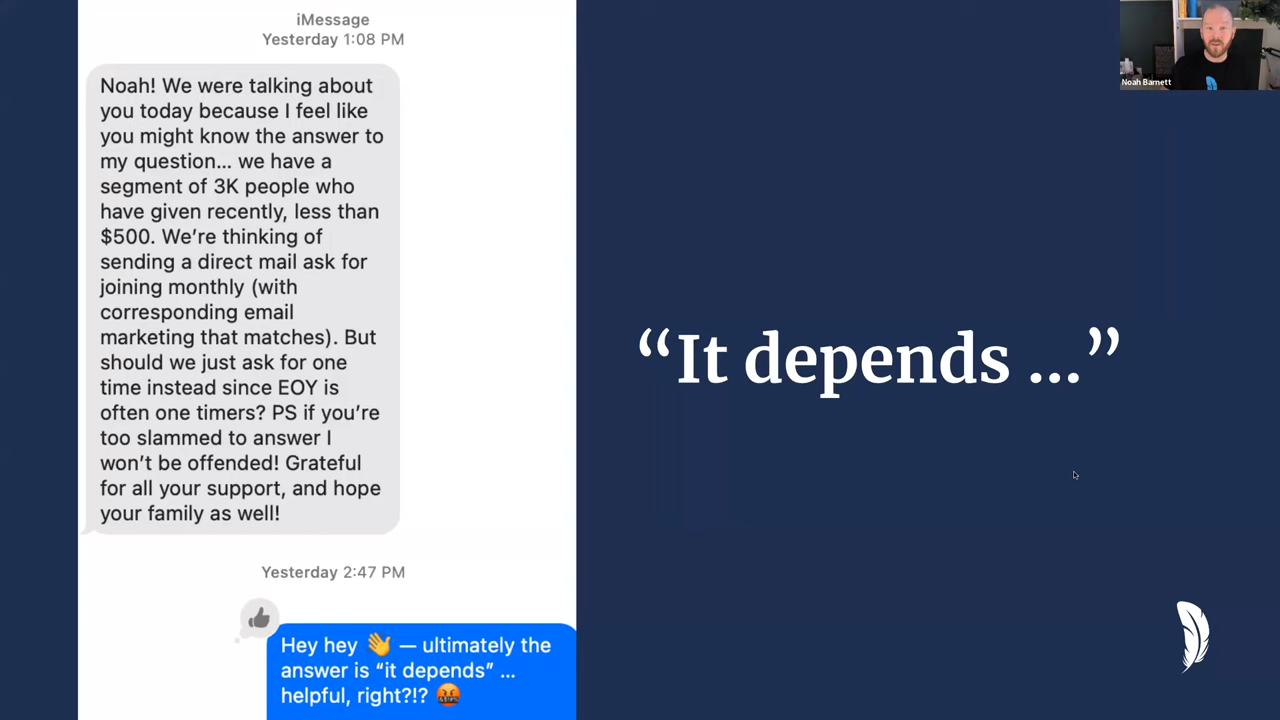 iMessage
Yesterday 1:08 PM
Noah! We were talking about
you today because I feel like
you might know the answer to
my question... we have a
segment of 3K people who
have given recently, less than
$500. We’re thinking of
sending a direct mail ask for
joining monthly (with
corresponding email
marketing that matches). But
should we just ask for one
time instead since EOY is
often one timers? PS if you’re
too slammed to answer I
won’t be offended! Grateful
for all your support, and hope
your family as well!
Yesterday 2:47 PM
Hey hey 👋 — ultimately the
answer is “it depends” ...
helpful, right?!? 🤬
“It depends ...”
Noah Barnett